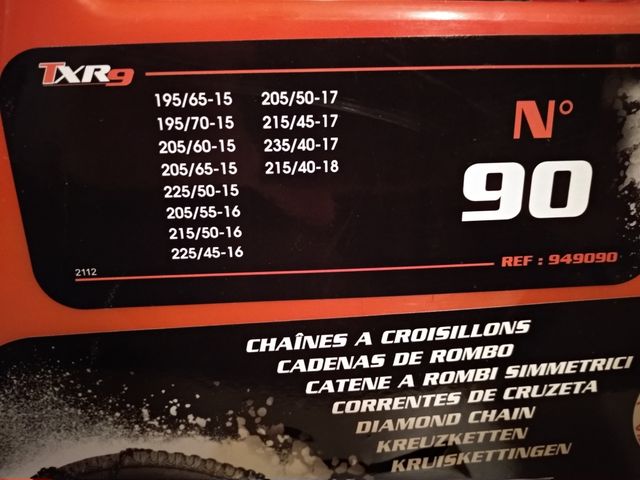 TXR9
195/65-15
195/70-15
205/60-15
205/65-15
225/50-15
205/55-16
215/50-16
225/45-16
205/50-17
215/45-17
235/40-17
215/40-18
N°
90
2112
REF : 949090
CHAÎNES A CROISILLONS
CADENAS DE ROMBO
CATENE A ROMBI SIMMETRICI
CORRENTES DE CRUZETA
DIAMOND CHAIN
KREUZKETTEN
KRUISKETTINGEN